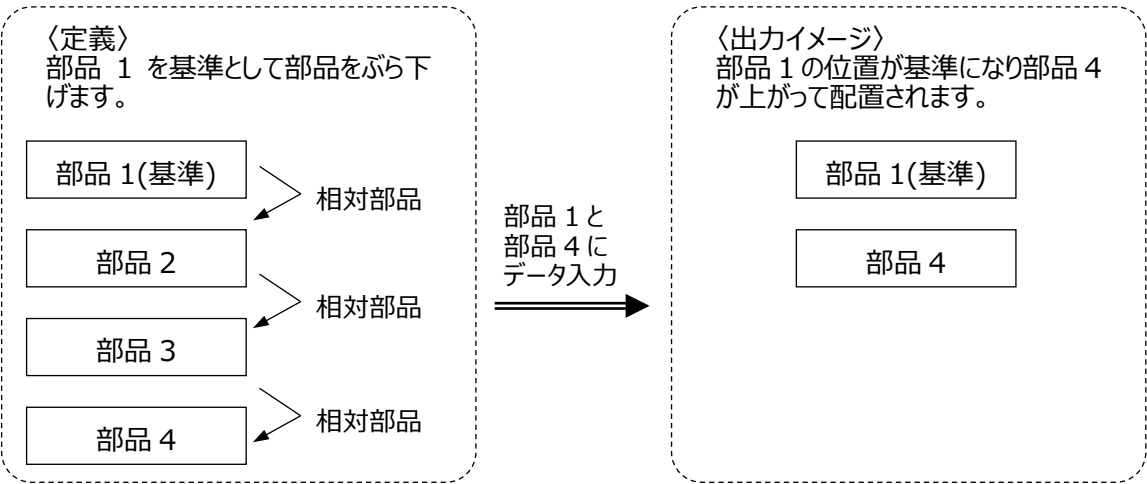 〈定義〉
部品 1 を基準として部品をぶら下
げます。
部品 1(基準)
相対部品
部品 2
相対部品
部品 3
相対部品
部品 4
部品 1 と
部品 4 に
データ入力
〈出力イメージ〉
部品 1 の位置が基準になり部品 4
が上がって配置されます。
部品 1(基準)
部品 4